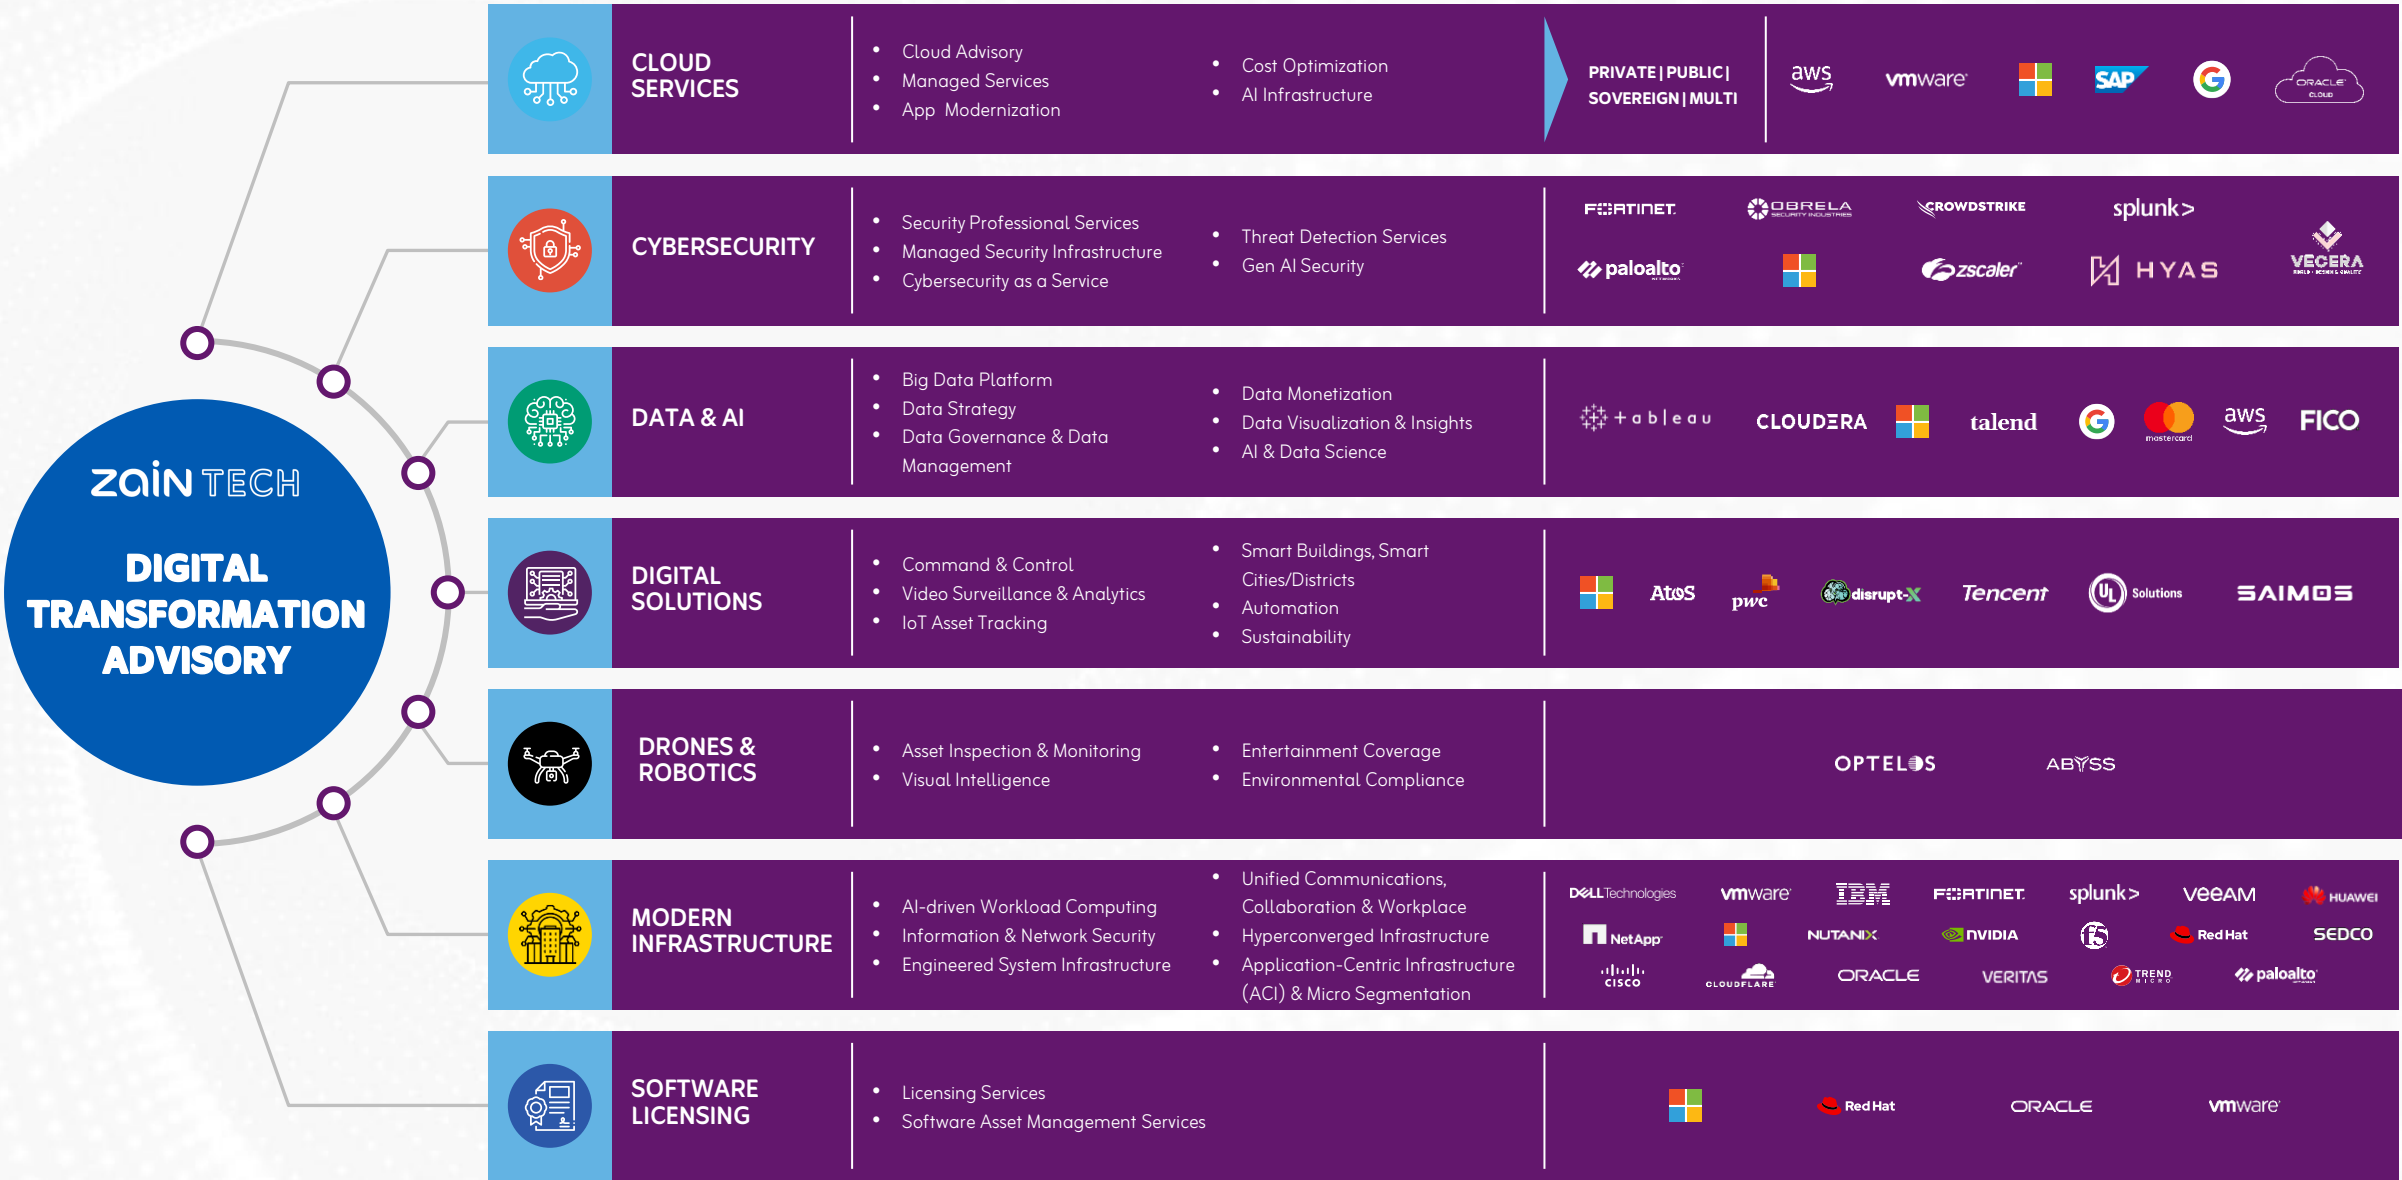 zain TECH
DIGITAL
TRANSFORMATION
ADVISORY
CLOUD
SERVICES
• Cloud Advisory
• Managed Services
• App Modernization
• Cost Optimization
• AI Infrastructure
PRIVATE | PUBLIC |
SOVEREIGN | MULTI
aws
vmware
SAP
G
ORACLE
CLOUD
CYBERSECURITY
• Security Professional Services
• Managed Security Infrastructure
• Cybersecurity as a Service
• Threat Detection Services
• Gen AI Security
FORTINET
OBRELA
SECURITY INDUSTRIES
CROWDSTRIKE
splunk>
paloalto
NETWORKS
zscaler
HYAS
VECERA
DATA & AI
• Big Data Platform
• Data Strategy
• Data Governance & Data
Management
• Data Monetization
• Data Visualization & Insights
• AI & Data Science
+ableau
CLOUDERA
talend
G
mastercard
aws
FICO
DIGITAL
SOLUTIONS
• Command & Control
• Video Surveillance & Analytics
• IoT Asset Tracking
• Smart Buildings, Smart
Cities/Districts
• Automation
• Sustainability
Atos
pwc
disrupt-X
Tencent
UL Solutions
SAIMOS
DRONES &
ROBOTICS
• Asset Inspection & Monitoring
• Visual Intelligence
• Entertainment Coverage
• Environmental Compliance
OPTELOS
ABYSS
MODERN
INFRASTRUCTURE
• AI-driven Workload Computing
• Information & Network Security
• Engineered System Infrastructure
• Unified Communications,
Collaboration & Workplace
• Hyperconverged Infrastructure
• Application-Centric Infrastructure
(ACI) & Micro Segmentation
DELLTechnologies
vmware
IBM
FORTINET
splunk>
veeAM
HUAWEI
NetApp
NUTANIX
NVIDIA
f5
Red Hat
SEDCO
CISCO
CLOUDFLARE
ORACLE
VERITAS
TREND
MICRO
paloalto
SOFTWARE
LICENSING
• Licensing Services
• Software Asset Management Services
Red Hat
ORACLE
vmware